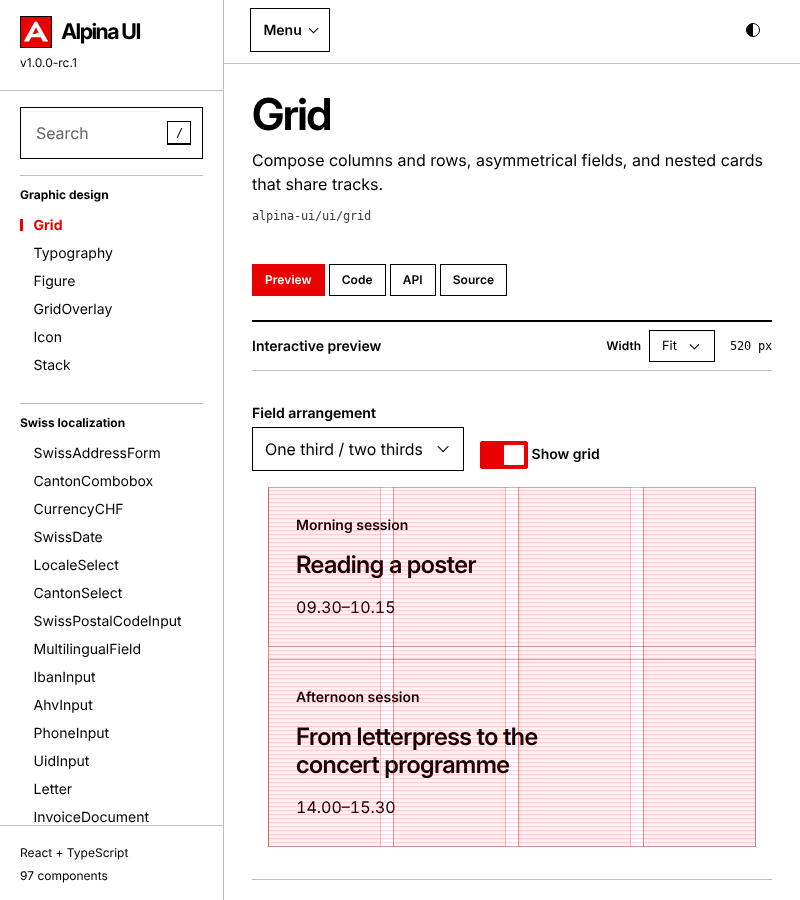 Alpina UI
v1.0.0-rc.1
Search /
Graphic design
Grid
Typography
Figure
GridOverlay
Icon
Stack
Swiss localization
SwissAddressForm
CantonCombobox
CurrencyCHF
SwissDate
LocaleSelect
CantonSelect
SwissPostalCodeInput
MultilingualField
IbanInput
AhvInput
PhoneInput
UidInput
Letter
InvoiceDocument
React + TypeScript
97 components
Menu
Grid
Compose columns and rows, asymmetrical fields, and nested cards
that share tracks.
alpina-ui/ui/grid
Preview Code API Source
Interactive preview Width Fit 520 px
Field arrangement
One third / two thirds Show grid
Morning session
Reading a poster
09.30–10.15
Afternoon session
From letterpress to the
concert programme
14.00–15.30